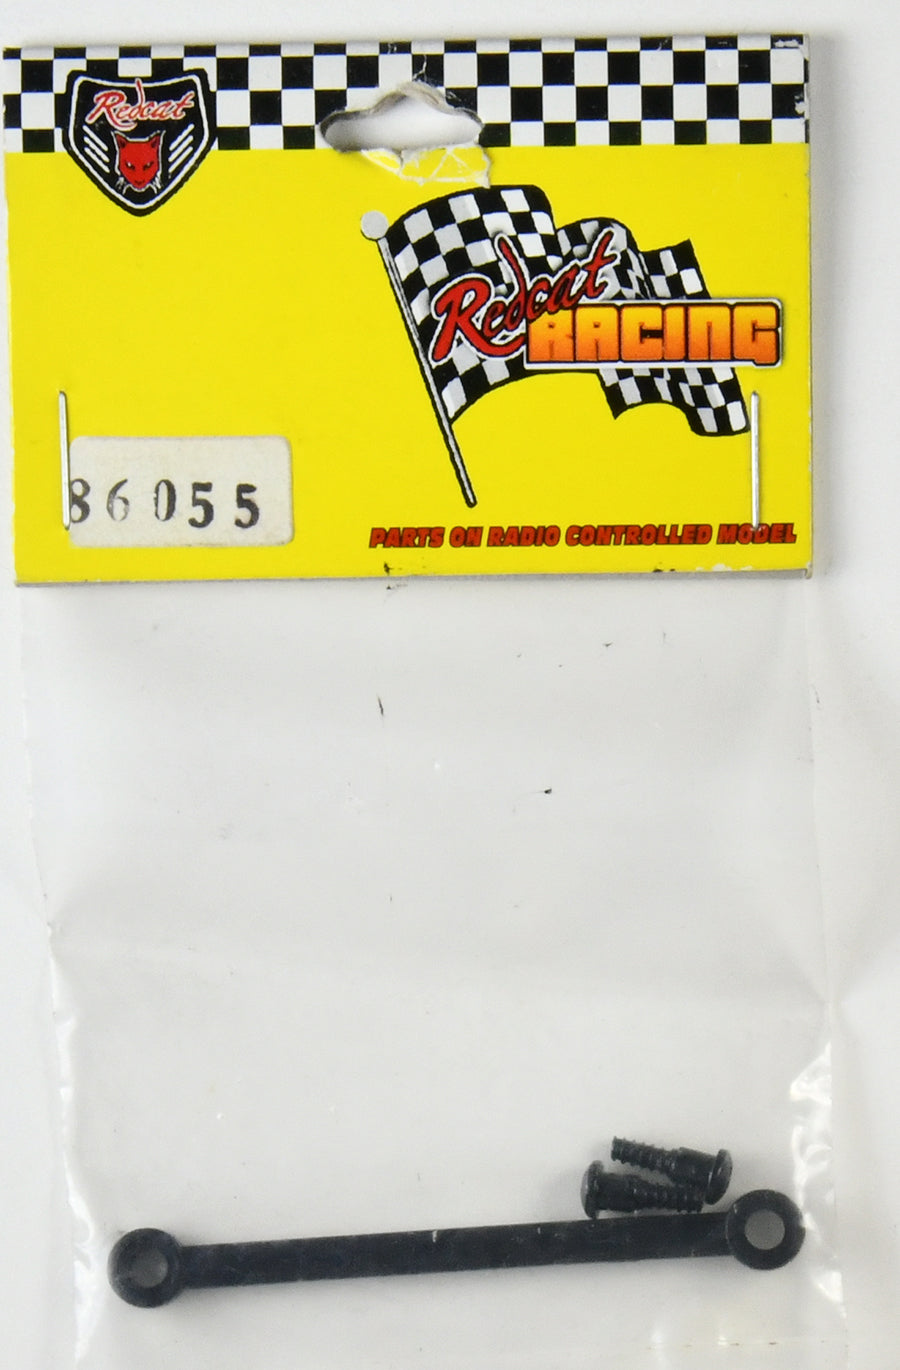 Redcat
Redcat
RACING
86055
PARTS ON RADIO CONTROLLED MODEL